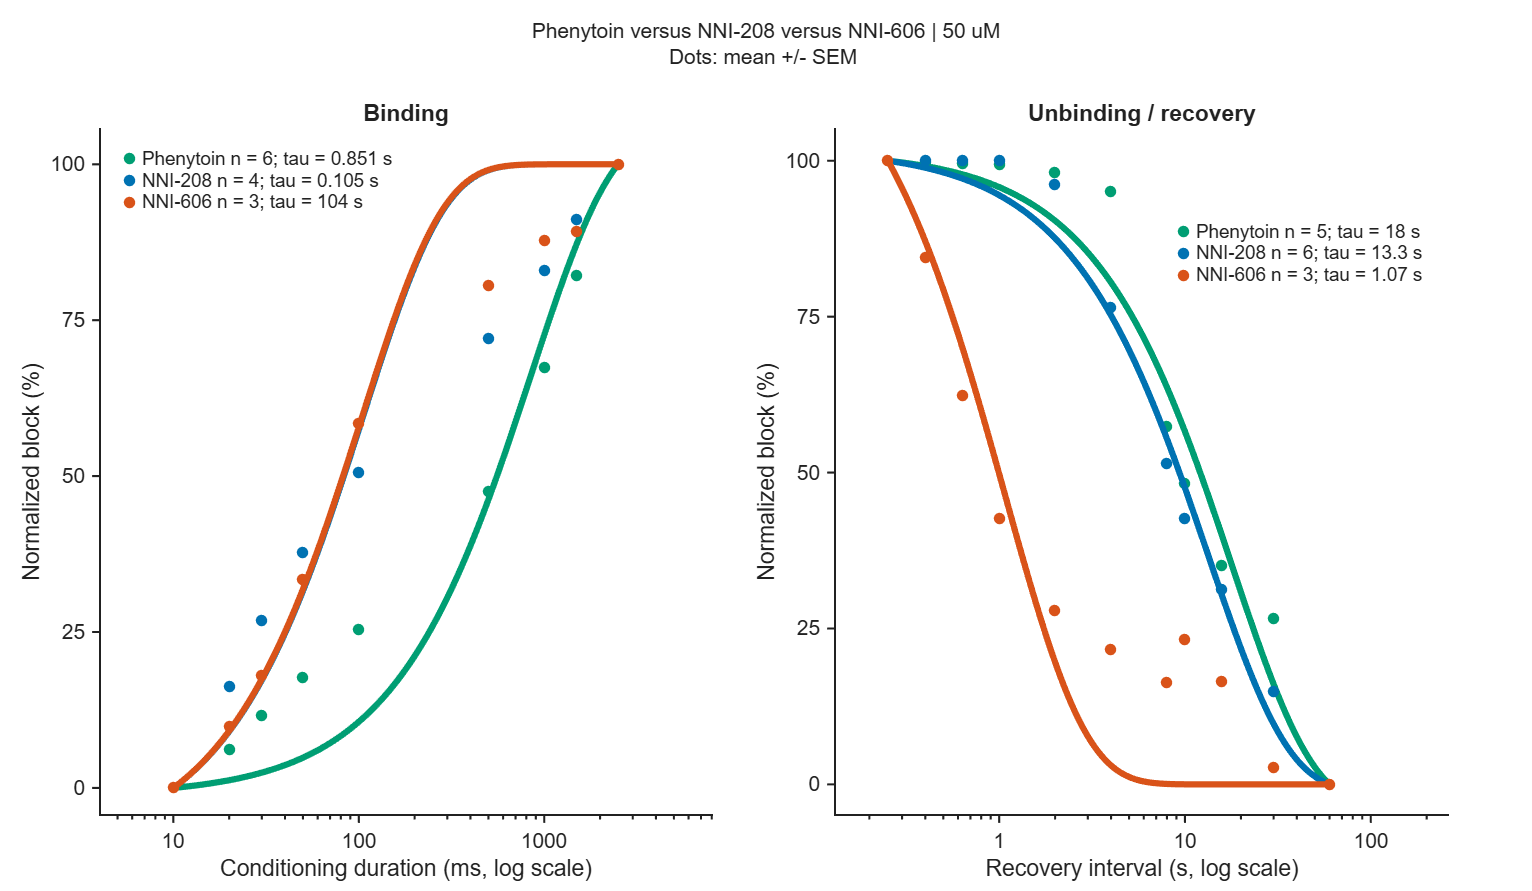 Phenytoin versus NNI-208 versus NNI-606 | 50 uM
Dots: mean +/- SEM
Binding
Phenytoin n = 6; tau = 0.851 s
NNI-208 n = 4; tau = 0.105 s
NNI-606 n = 3; tau = 104 s
Normalized block (%)
100
75
50
25
0
10
100
1000
Conditioning duration (ms, log scale)
Unbinding / recovery
Phenytoin n = 5; tau = 18 s
NNI-208 n = 6; tau = 13.3 s
NNI-606 n = 3; tau = 1.07 s
Normalized block (%)
100
75
50
25
0
1
10
100
Recovery interval (s, log scale)